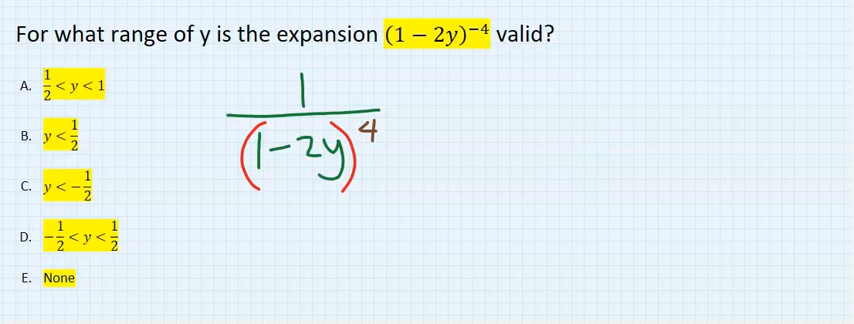 For what range of y is the expansion (1 − 2y)⁻⁴ valid?
A. 1/2 < y < 1
B. y < 1/2
C. y < −1/2
D. −1/2 < y < 1/2
E. None
1
(1 − 2y)⁴